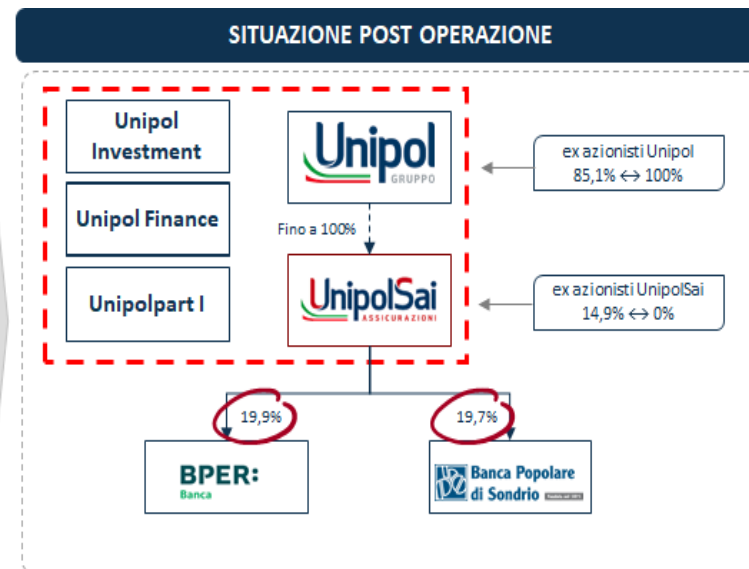 SITUAZIONE POST OPERAZIONE
Unipol
Investment
Unipol Finance
Unipolpart I
Unipol
GRUPPO
Fino a 100%
UnipolSai
ASSICURAZIONI
ex azionisti Unipol
85,1% ↔ 100%
ex azionisti UnipolSai
14,9% ↔ 0%
19,9%
19,7%
BPER:
Banca
Banca Popolare
di Sondrio